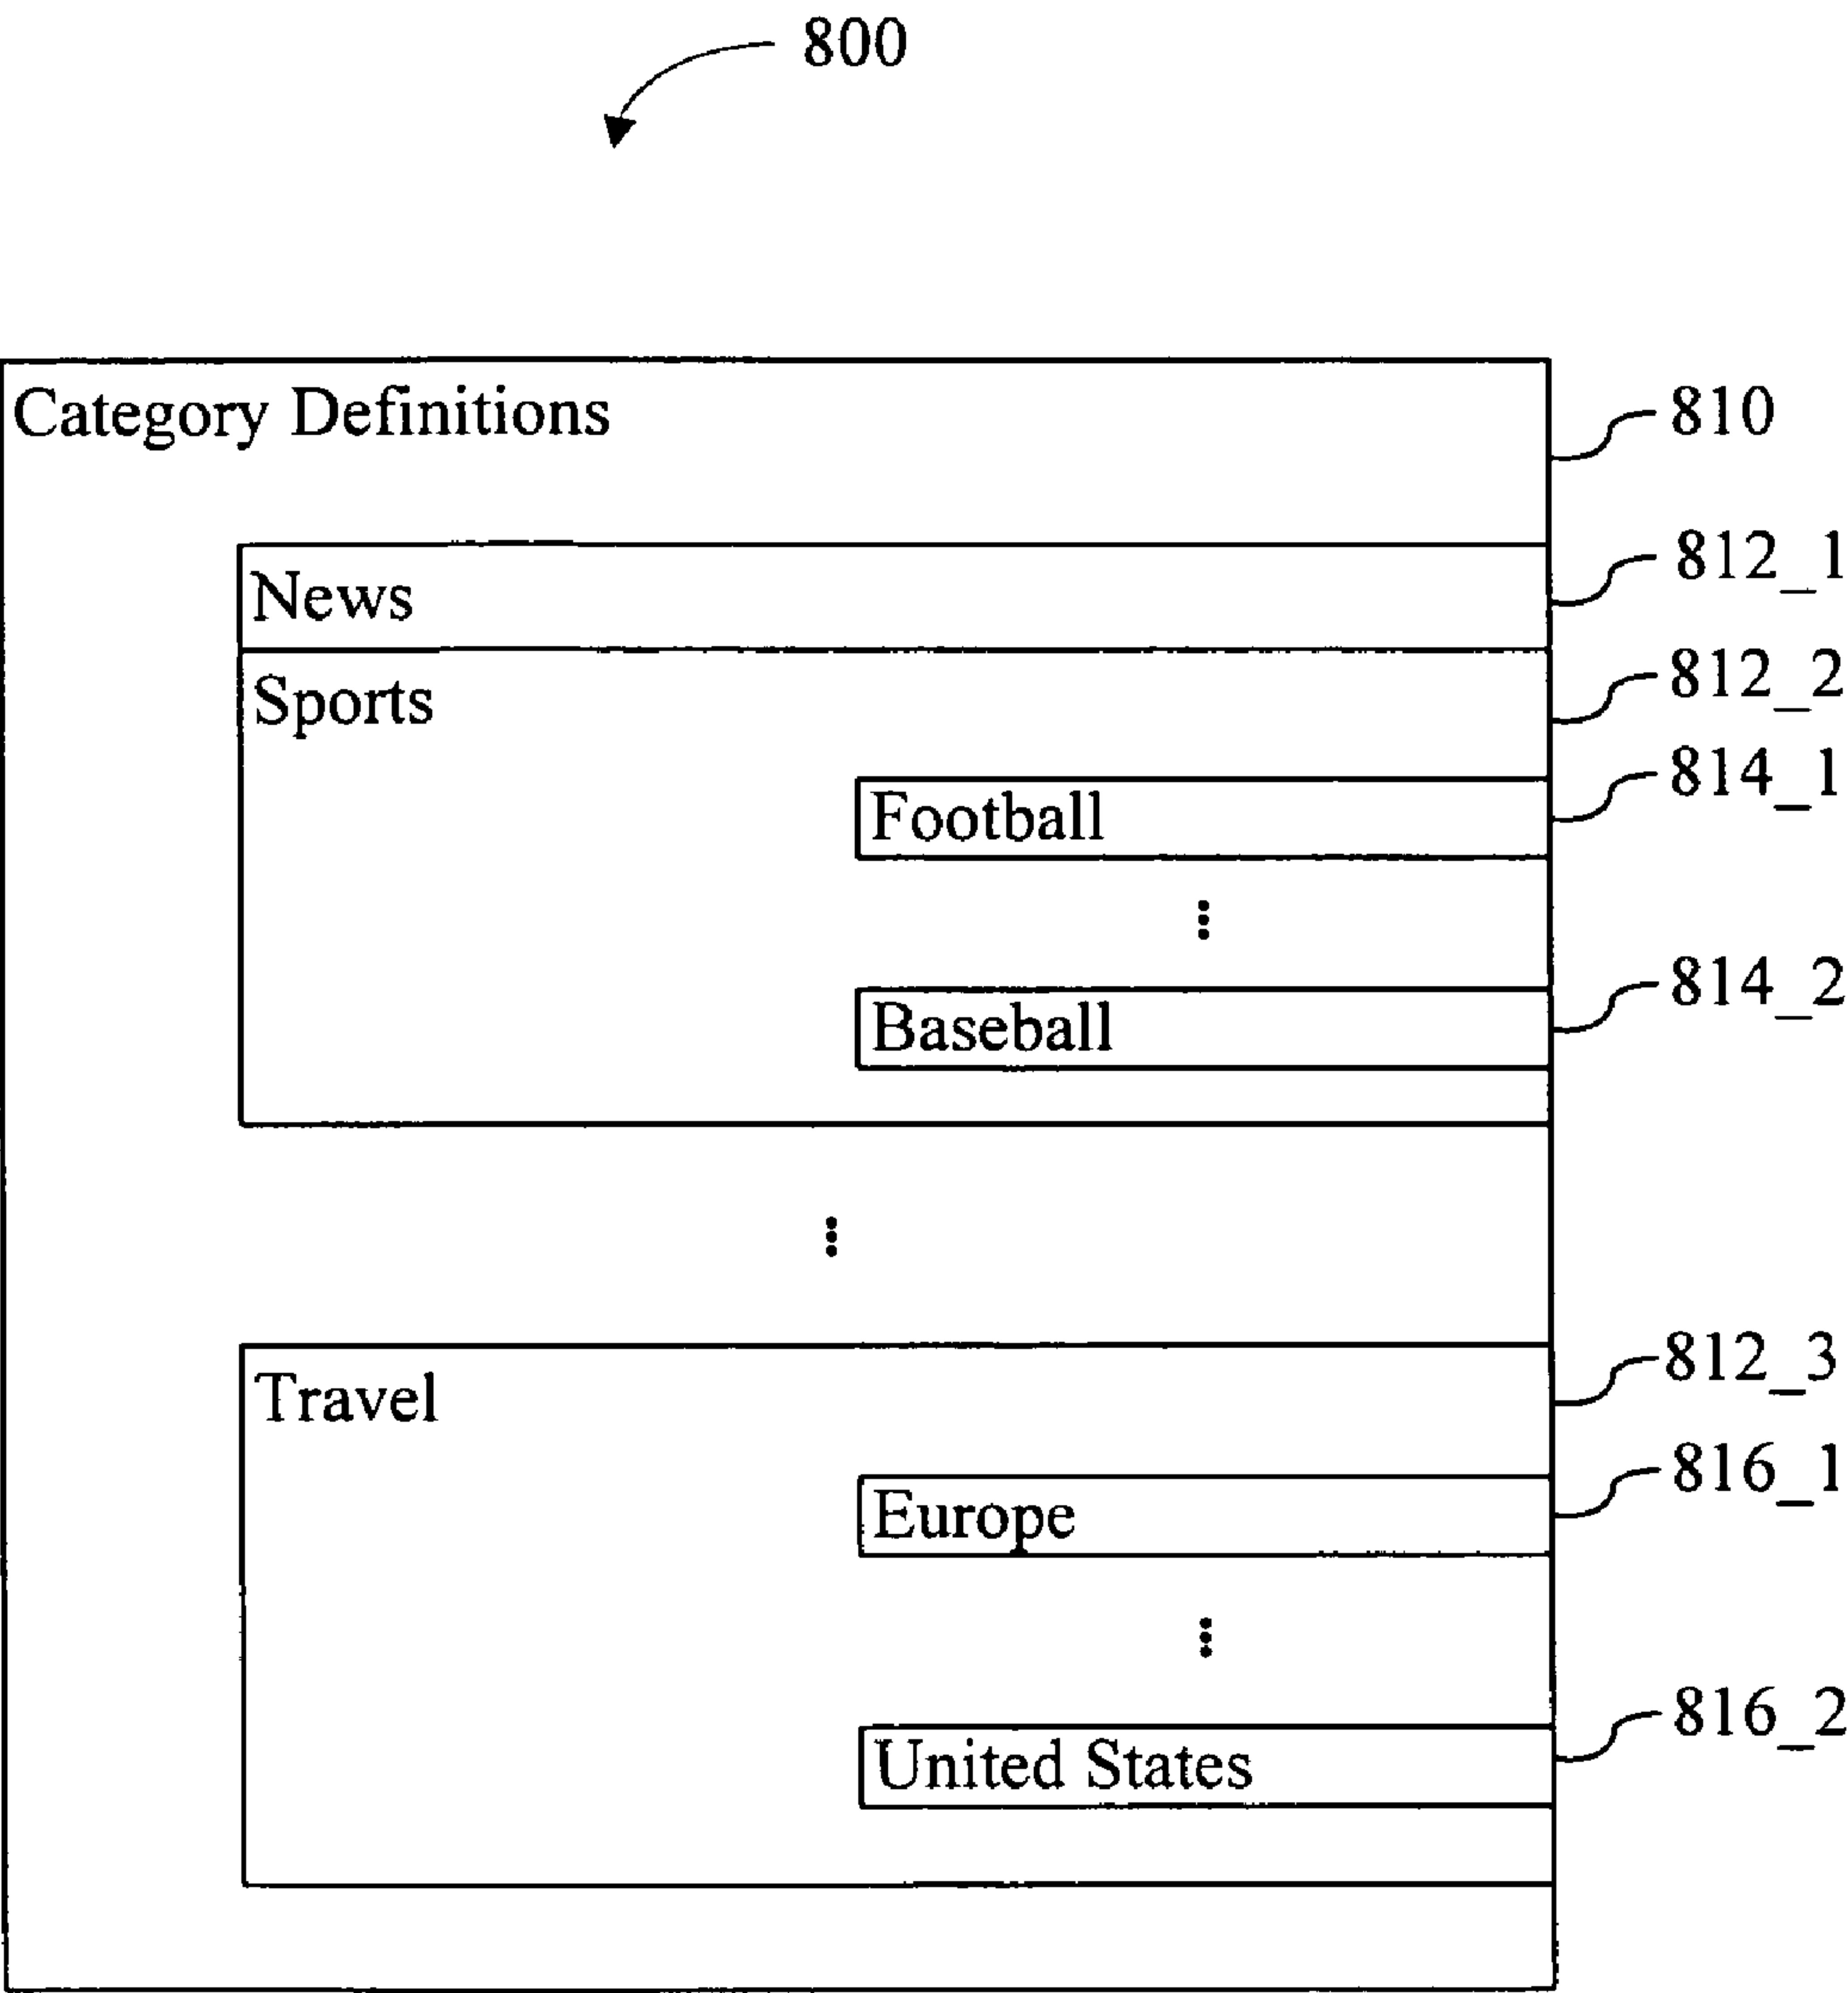 800
Category Definitions
810
News
812_1
Sports
812_2
Football
814_1
Baseball
814_2
Travel
812_3
Europe
816_1
United States
816_2